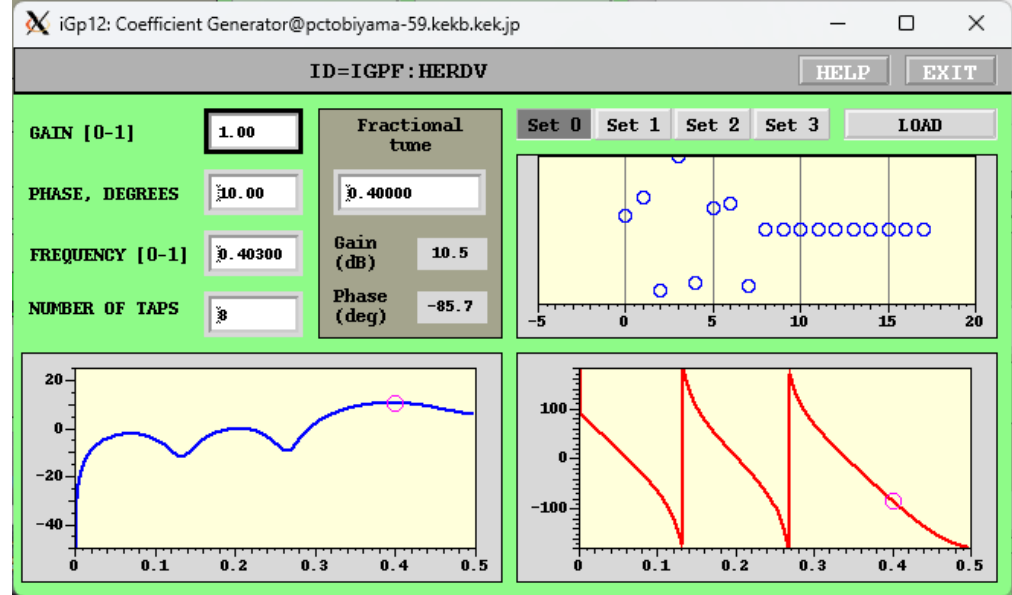 iGp12: Coefficient Generator@pctobiyama-59.kekb.kek.jp
ID=IGPF:HERDV
HELP
EXIT
GAIN [0-1]
1.00
PHASE, DEGREES
10.00
FREQUENCY [0-1]
0.40300
NUMBER OF TAPS
8
Fractional
tune
0.40000
Gain
(dB)
10.5
Phase
(deg)
-85.7
Set 0
Set 1
Set 2
Set 3
LOAD
-5 0 5 10 15 20
20
0
-20
-40
0 0.1 0.2 0.3 0.4 0.5
100
0
-100
0 0.1 0.2 0.3 0.4 0.5